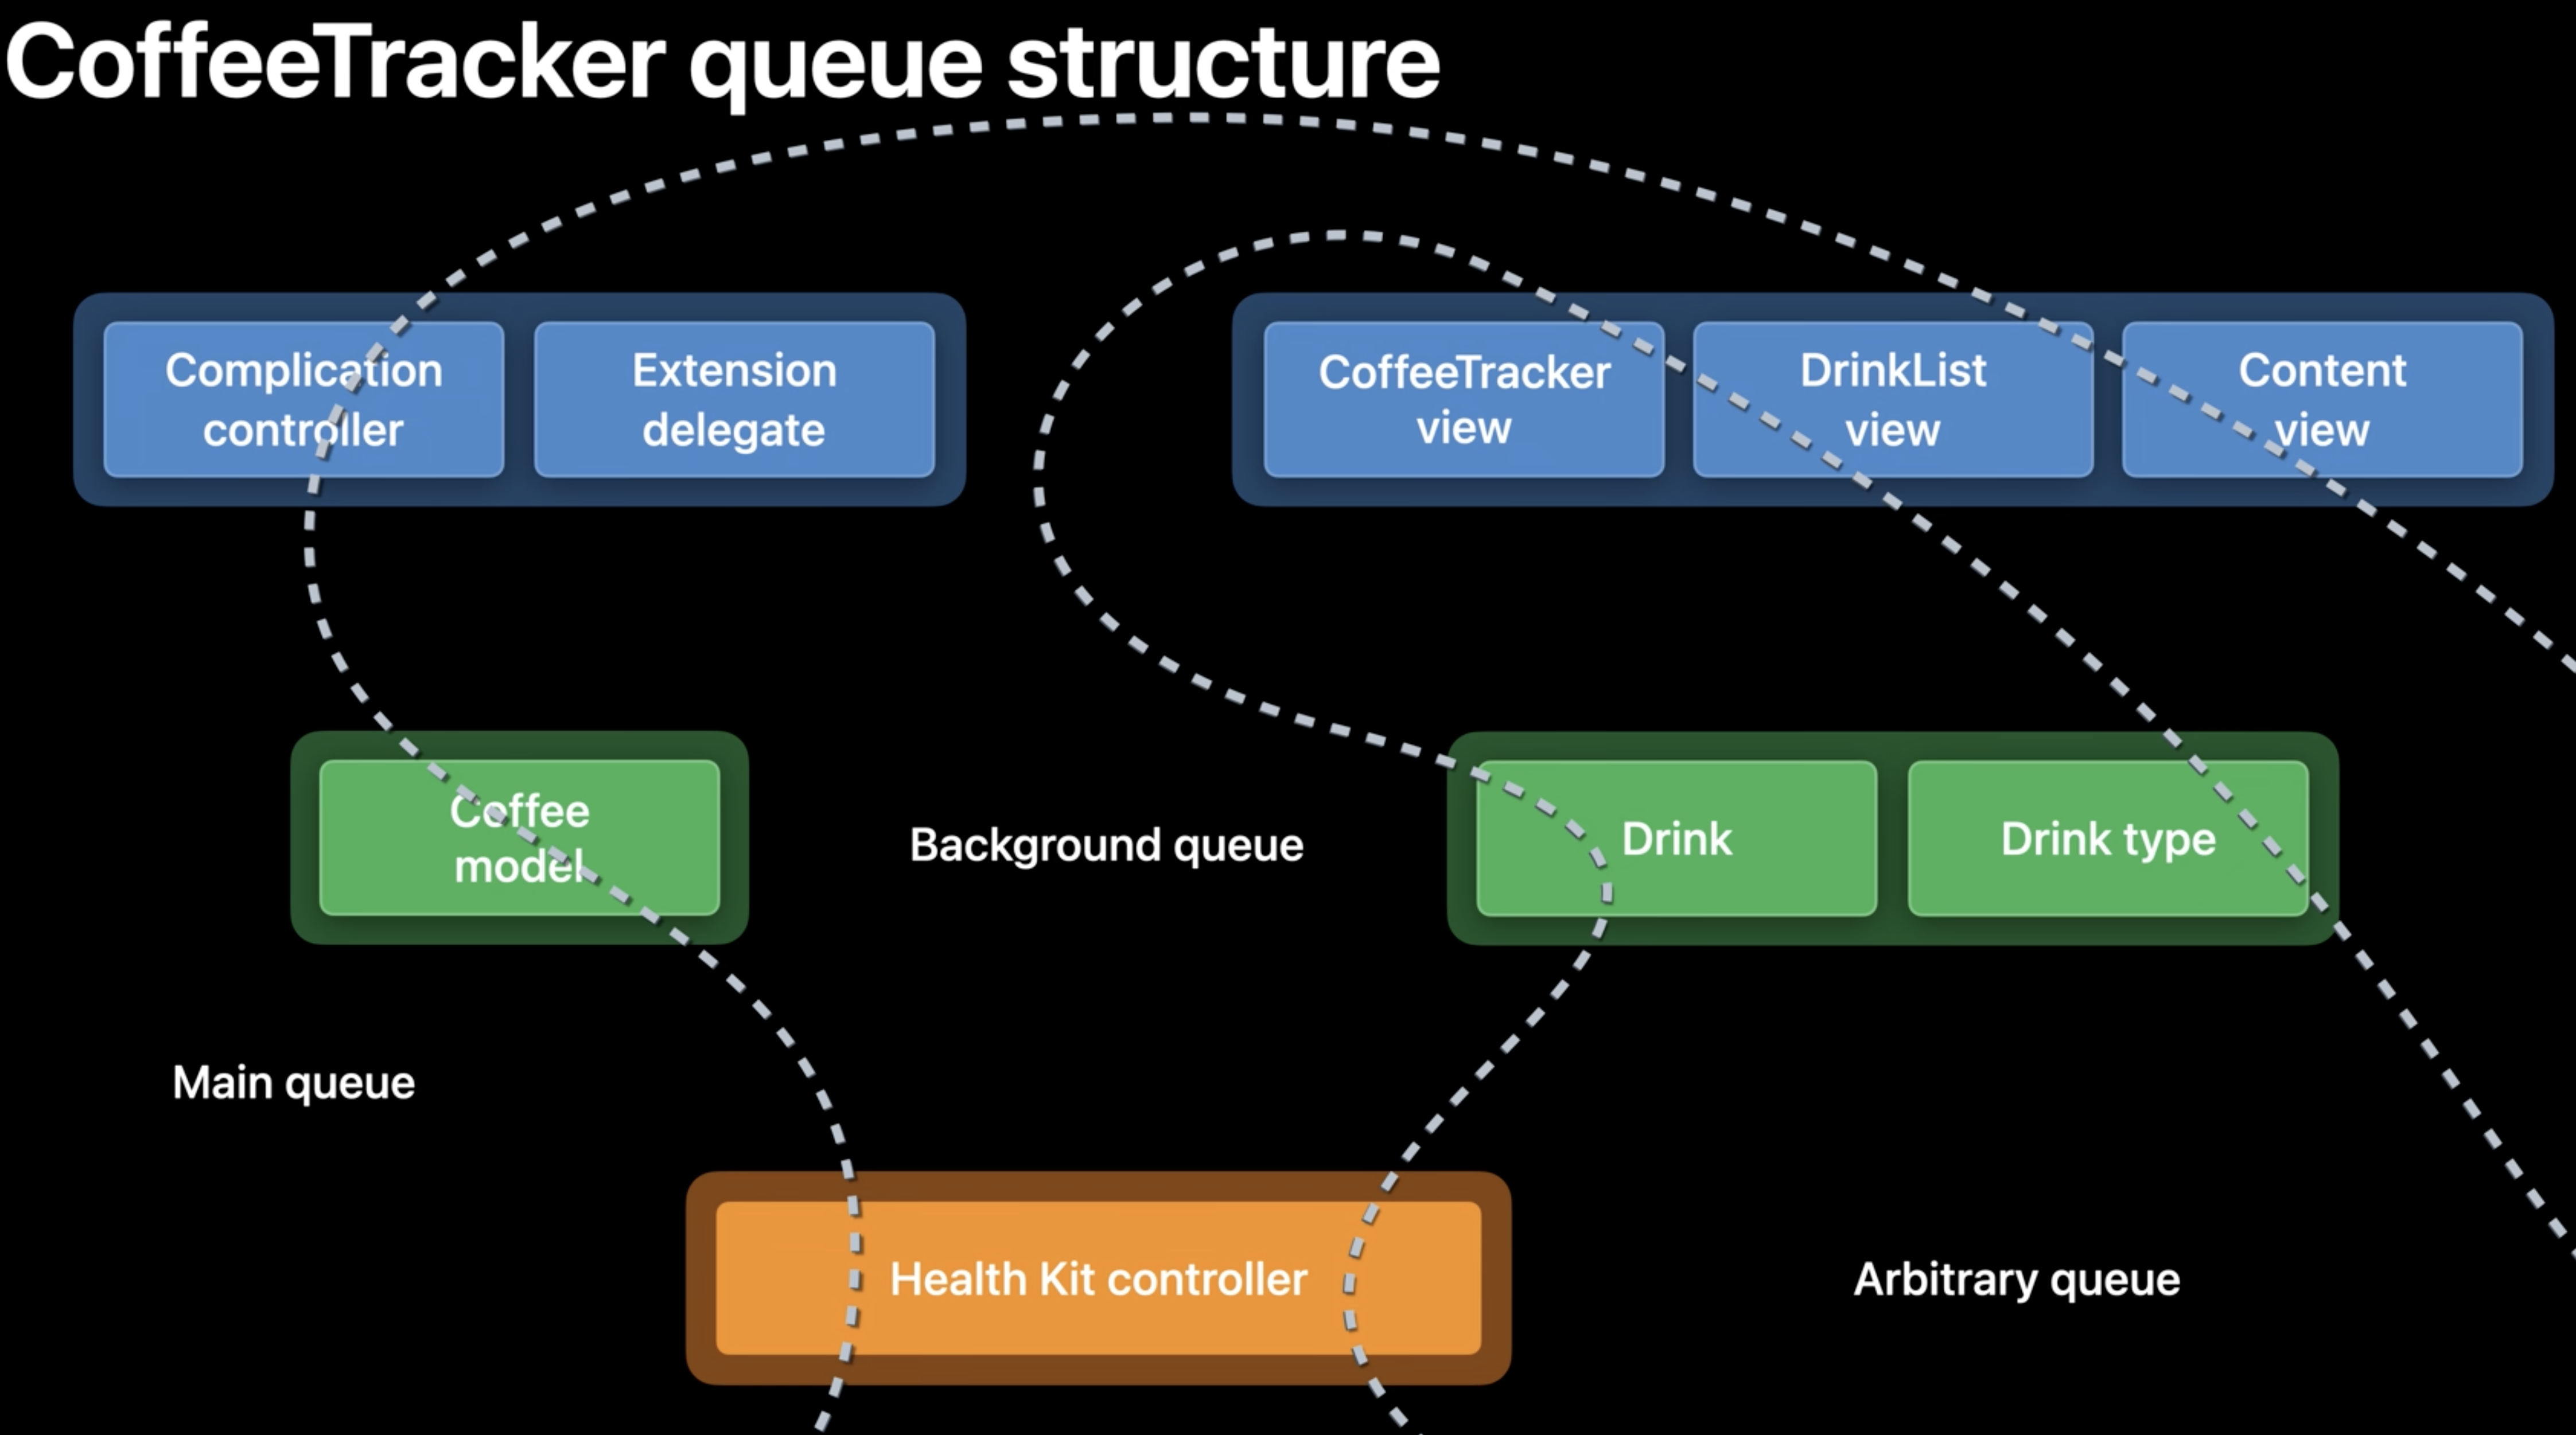 CoffeeTracker queue structure
Complication
controller
Extension
delegate
CoffeeTracker
view
DrinkList
view
Content
view
Coffee
model
Background queue
Drink
Drink type
Main queue
Health Kit controller
Arbitrary queue